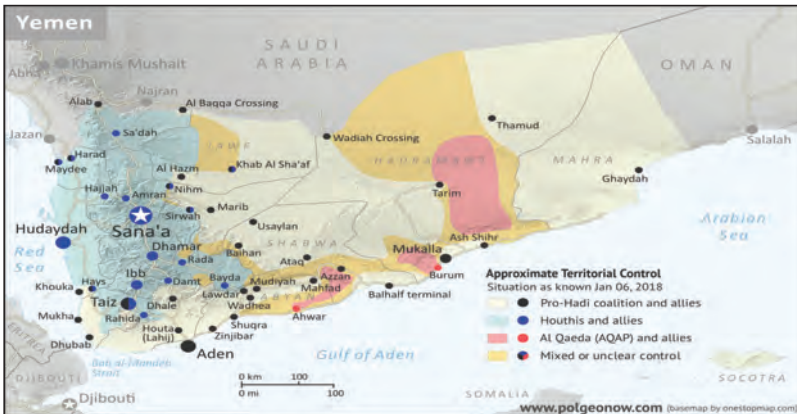 Yemen
SAUDI
ARABIA
OMAN
Abha
Khamis Mushait
Najran
Alab
Al Baqqa Crossing
Jazan
Sa'dah
JAWF
Wadiah Crossing
Thamud
Salalah
Harad
Maydee
Al Hazm
Khab Al Sha'af
HADRAMAWT
MAHRA
Hajjah
Amran
Nihm
Tarim
Ghaydah
Sirwah
Marib
Sana'a
Usaylan
Arabian
Sea
Hudaydah
Dhamar
SHABWA
Ash Shihr
Red
Sea
Rada
Baihan
Mukalla
Ibb
Ataq
Burum
Approximate Territorial Control
Situation as known Jan 06, 2018
Khouka
Hays
Damt
Bayda
Mudiyah
Azzan
Mahfad
Balhaf terminal
Pro-Hadi coalition and allies
Taiz
Dhale
Lawdar
ABYAN
Wadhea
Houthis and allies
Mukha
Rahida
Houta
(Lahij)
Shuqra
Ahwar
Al Qaeda (AQAP) and allies
Dhubab
Zinjibar
Mixed or unclear control
Aden
Gulf of Aden
ERITREA
Bab al-Mandeb
Strait
DJIBOUTI
Djibouti
0 km 100
0 mi 100
SOMALIA
SOCOTRA
www.polgeonow.com (basemap by onestopmap.com)